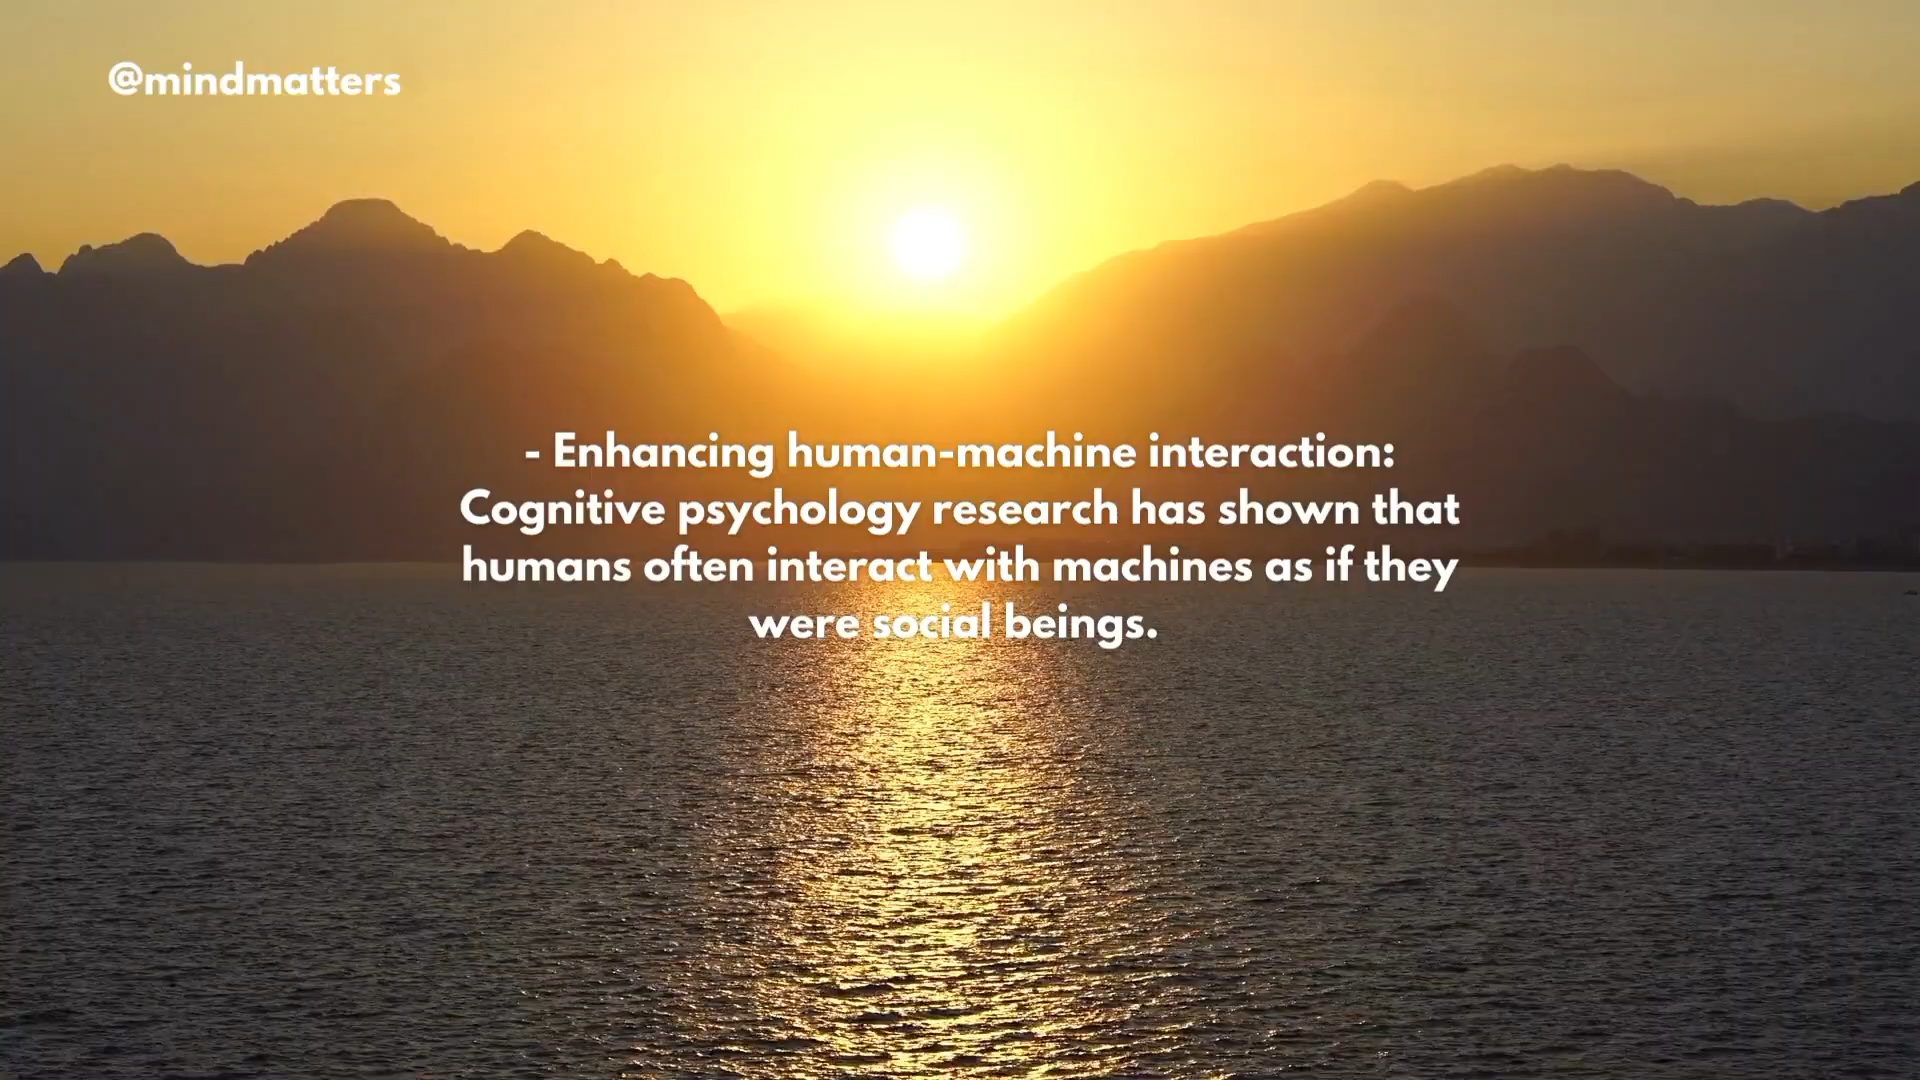 @mindmatters
- Enhancing human-machine interaction:
Cognitive psychology research has shown that
humans often interact with machines as if they
were social beings.